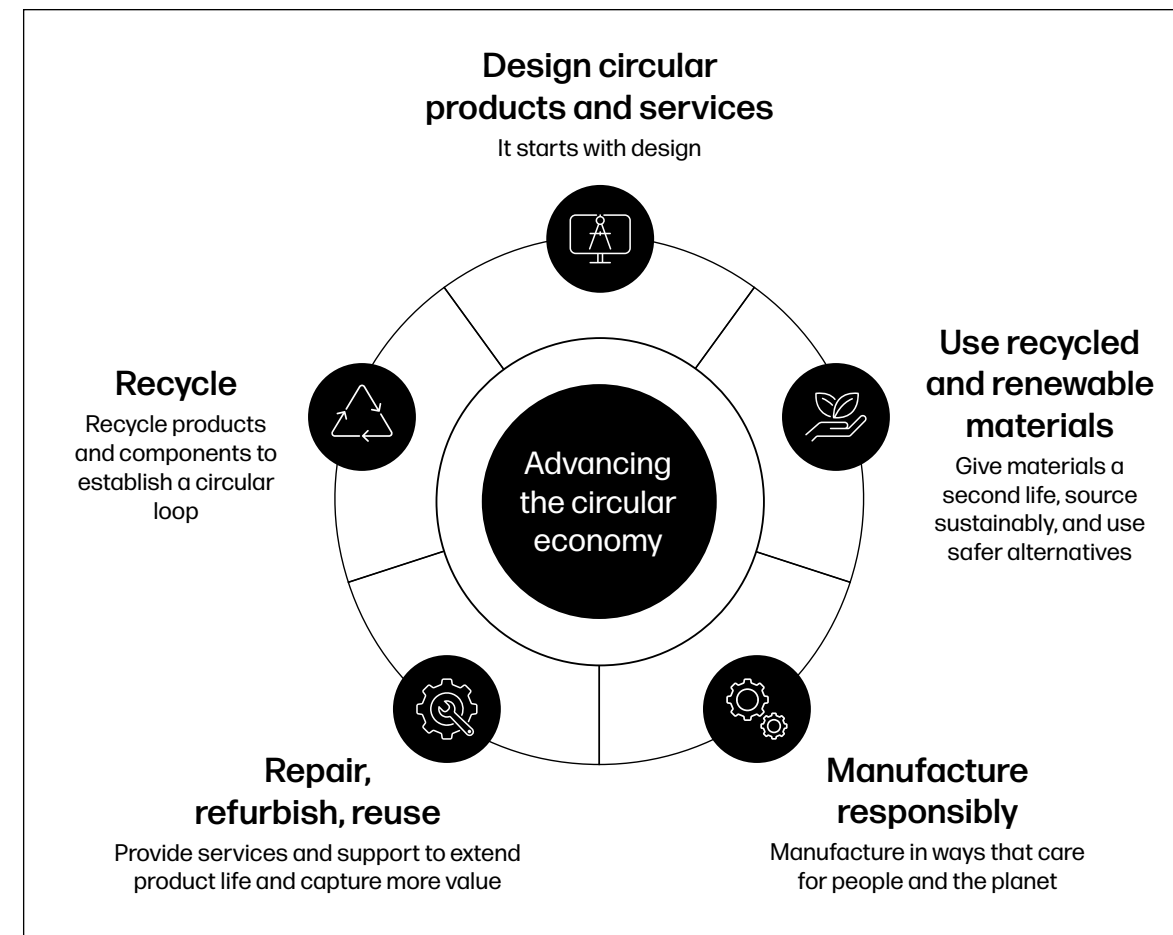 Design circular
products and services
It starts with design
Use recycled
and renewable
materials
Give materials a
second life, source
sustainably, and use
safer alternatives
Manufacture
responsibly
Manufacture in ways that care
for people and the planet
Repair,
refurbish, reuse
Provide services and support to extend
product life and capture more value
Recycle
Recycle products
and components to
establish a circular
loop
Advancing
the circular
economy